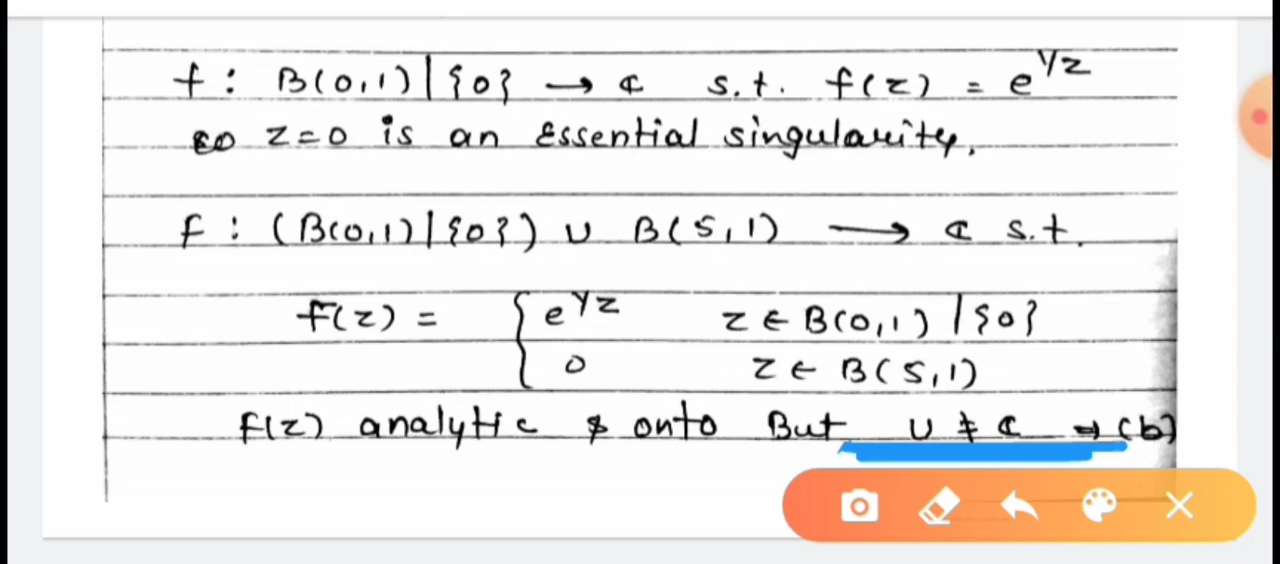 f : B(0,1) | {0} → ℂ s.t. f(z) = e^1/z
so z=0 is an Essential singularity.
f : (B(0,1) | {0}) ∪ B(5,1) → ℂ s.t.
f(z) = { e^1/z z ∈ B(0,1) | {0}
0 z ∈ B(5,1)
f(z) analytic & onto But U ≠ ℂ ⇒ (b)